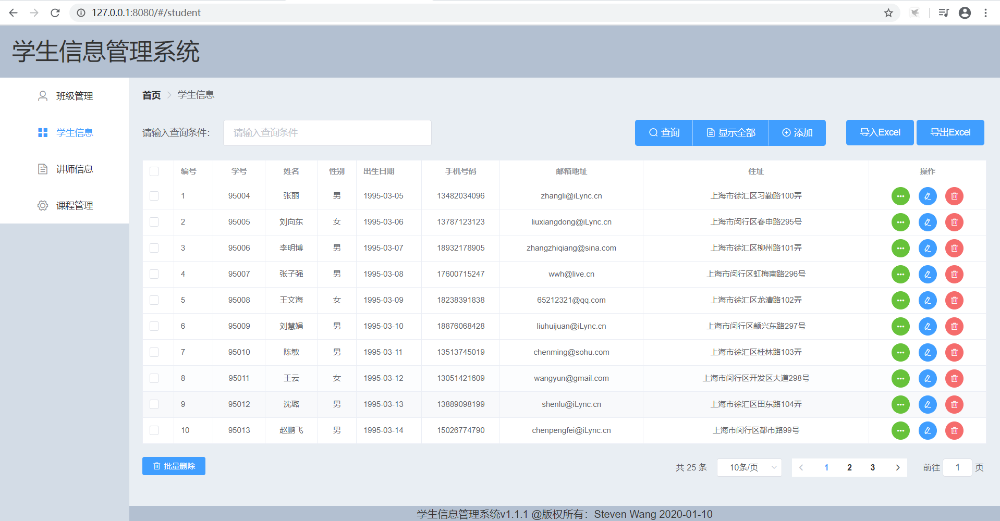 127.0.0.1:8080/#/student
学生信息管理系统
班级管理
学生信息
讲师信息
课程管理
首页 > 学生信息
请输入查询条件： 请输入查询条件 查询 显示全部 添加 导入Excel 导出Excel
编号 学号 姓名 性别 出生日期 手机号码 邮箱地址 住址 操作
1 95004 张丽 男 1995-03-05 13482034096 zhangli@iLync.cn 上海市徐汇区习勤路100弄
2 95005 刘向东 女 1995-03-06 13787123123 liuxiangdong@iLync.cn 上海市闵行区春申路295号
3 95006 李明博 男 1995-03-07 18932178905 zhangzhiqiang@sina.com 上海市徐汇区柳州路101弄
4 95007 张子强 男 1995-03-08 17600715247 wwh@live.cn 上海市闵行区虹梅南路296号
5 95008 王文海 女 1995-03-09 18238391838 65212321@qq.com 上海市徐汇区龙漕路102弄
6 95009 刘慧娟 男 1995-03-10 18876068428 liuhuijuan@iLync.cn 上海市闵行区颛兴东路297号
7 95010 陈敏 男 1995-03-11 13513745019 chenming@sohu.com 上海市徐汇区桂林路103弄
8 95011 王云 女 1995-03-12 13051421609 wangyun@gmail.com 上海市闵行区开发区大道298号
9 95012 沈璐 男 1995-03-13 13889098199 shenlu@iLync.cn 上海市徐汇区田东路104弄
10 95013 赵鹏飞 男 1995-03-14 15026774790 chenpengfei@iLync.cn 上海市闵行区都市路99号
批量删除 共 25 条 10条/页 1 2 3 前往 1 页
学生信息管理系统v1.1.1 @版权所有：Steven Wang 2020-01-10